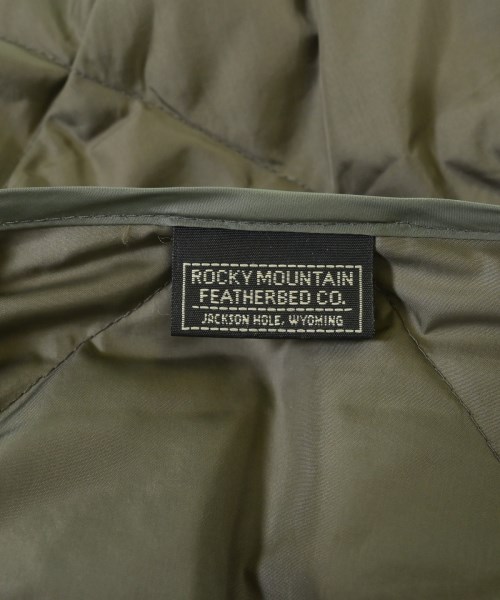 ROCKY MOUNTAIN
FEATHERBED CO.
JACKSON HOLE, WYOMING